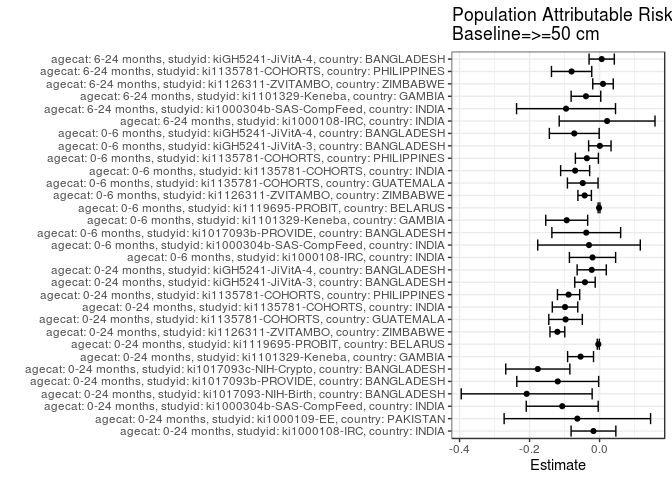 Population Attributable Risk
Baseline=>=50 cm
agecat: 6-24 months, studyid: kiGH5241-JiVitA-4, country: BANGLADESH
agecat: 6-24 months, studyid: ki1135781-COHORTS, country: PHILIPPINES
agecat: 6-24 months, studyid: ki1126311-ZVITAMBO, country: ZIMBABWE
agecat: 6-24 months, studyid: ki1101329-Keneba, country: GAMBIA
agecat: 6-24 months, studyid: ki1000304b-SAS-CompFeed, country: INDIA
agecat: 6-24 months, studyid: ki1000108-IRC, country: INDIA
agecat: 0-6 months, studyid: kiGH5241-JiVitA-4, country: BANGLADESH
agecat: 0-6 months, studyid: kiGH5241-JiVitA-3, country: BANGLADESH
agecat: 0-6 months, studyid: ki1135781-COHORTS, country: PHILIPPINES
agecat: 0-6 months, studyid: ki1135781-COHORTS, country: INDIA
agecat: 0-6 months, studyid: ki1135781-COHORTS, country: GUATEMALA
agecat: 0-6 months, studyid: ki1126311-ZVITAMBO, country: ZIMBABWE
agecat: 0-6 months, studyid: ki1119695-PROBIT, country: BELARUS
agecat: 0-6 months, studyid: ki1101329-Keneba, country: GAMBIA
agecat: 0-6 months, studyid: ki1017093b-PROVIDE, country: BANGLADESH
agecat: 0-6 months, studyid: ki1000304b-SAS-CompFeed, country: INDIA
agecat: 0-6 months, studyid: ki1000108-IRC, country: INDIA
agecat: 0-24 months, studyid: kiGH5241-JiVitA-4, country: BANGLADESH
agecat: 0-24 months, studyid: kiGH5241-JiVitA-3, country: BANGLADESH
agecat: 0-24 months, studyid: ki1135781-COHORTS, country: PHILIPPINES
agecat: 0-24 months, studyid: ki1135781-COHORTS, country: INDIA
agecat: 0-24 months, studyid: ki1135781-COHORTS, country: GUATEMALA
agecat: 0-24 months, studyid: ki1126311-ZVITAMBO, country: ZIMBABWE
agecat: 0-24 months, studyid: ki1119695-PROBIT, country: BELARUS
agecat: 0-24 months, studyid: ki1101329-Keneba, country: GAMBIA
agecat: 0-24 months, studyid: ki1017093c-NIH-Crypto, country: BANGLADESH
agecat: 0-24 months, studyid: ki1017093b-PROVIDE, country: BANGLADESH
agecat: 0-24 months, studyid: ki1017093-NIH-Birth, country: BANGLADESH
agecat: 0-24 months, studyid: ki1000304b-SAS-CompFeed, country: INDIA
agecat: 0-24 months, studyid: ki1000109-EE, country: PAKISTAN
agecat: 0-24 months, studyid: ki1000108-IRC, country: INDIA
-0.4 -0.2 0.0
Estimate